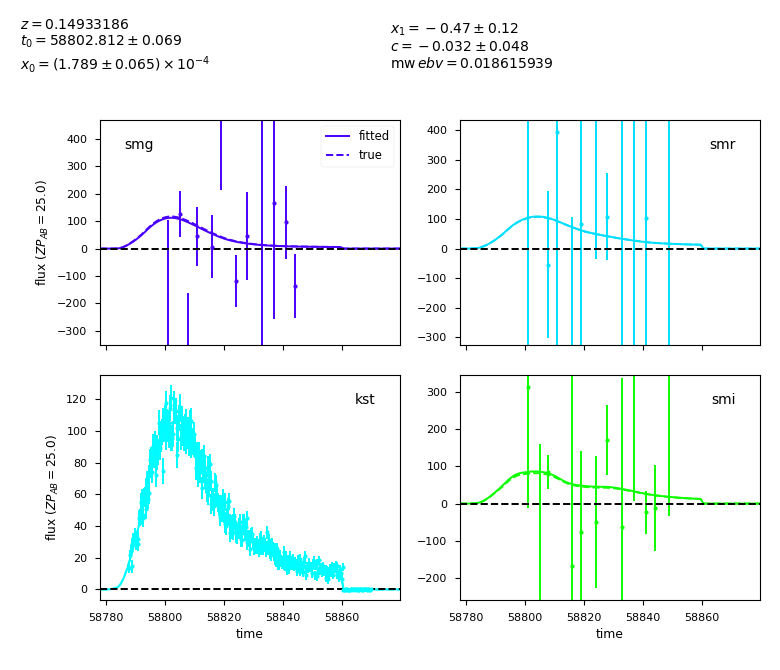 z = 0.14933186
t₀ = 58802.812 ± 0.069
x₀ = (1.789 ± 0.065) × 10⁻⁴
x₁ = −0.47 ± 0.12
c = −0.032 ± 0.048
mw ebv = 0.018615939
smg
fitted
true
400
300
200
100
0
−100
−200
−300
flux (ZP_AB = 25.0)
smr
400
300
200
100
0
−100
−200
−300
kst
120
100
80
60
40
20
0
flux (ZP_AB = 25.0)
58780 58800 58820 58840 58860
time
smi
300
200
100
0
−100
−200
58780 58800 58820 58840 58860
time